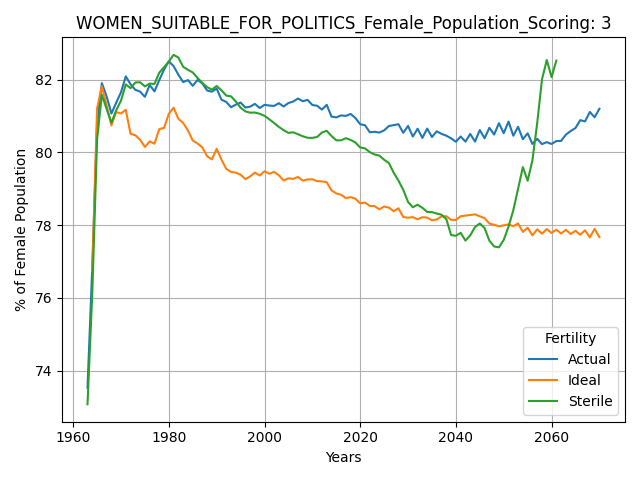 WOMEN_SUITABLE_FOR_POLITICS_Female_Population_Scoring: 3
% of Female Population
82
80
78
76
74
1960
1980
2000
2020
2040
2060
Years
Fertility
Actual
Ideal
Sterile